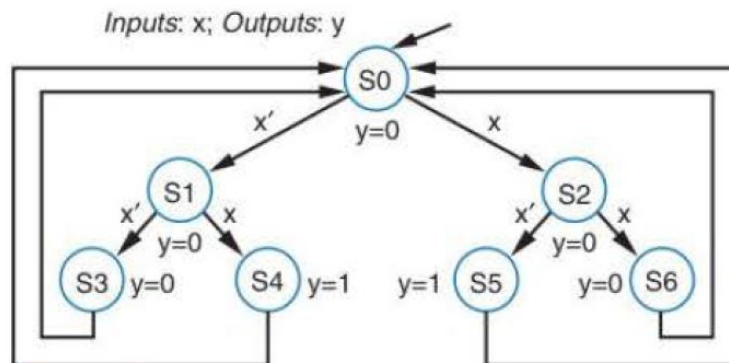 Inputs: x; Outputs: y
S0
x′ y=0 x
S1 S2
x′ x x′ x
y=0 y=0
S3 y=0 S4 y=1 y=1 S5 y=0 S6